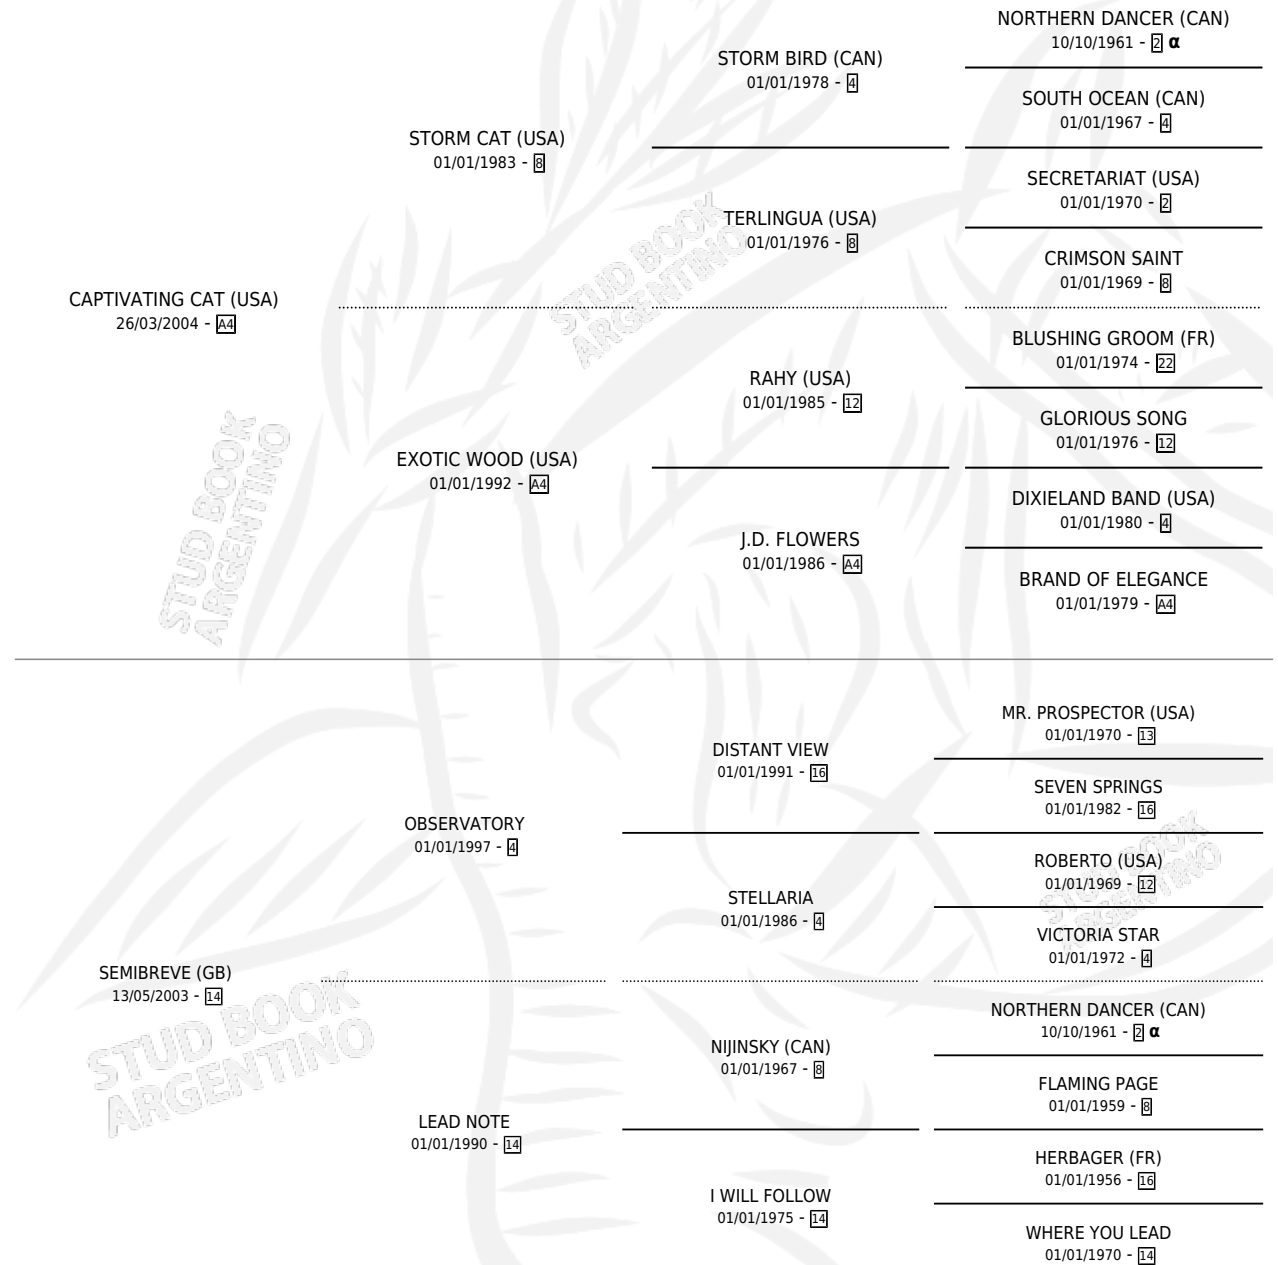 NORTHERN DANCER (CAN)
10/10/1961 - 2 α
STORM BIRD (CAN)
01/01/1978 - 4
SOUTH OCEAN (CAN)
01/01/1967 - 4
STORM CAT (USA)
01/01/1983 - 8
SECRETARIAT (USA)
01/01/1970 - 2
TERLINGUA (USA)
01/01/1976 - 8
CRIMSON SAINT
01/01/1969 - 8
CAPTIVATING CAT (USA)
26/03/2004 - A4
BLUSHING GROOM (FR)
01/01/1974 - 22
RAHY (USA)
01/01/1985 - 12
GLORIOUS SONG
01/01/1976 - 12
EXOTIC WOOD (USA)
01/01/1992 - A4
DIXIELAND BAND (USA)
01/01/1980 - 4
J.D. FLOWERS
01/01/1986 - A4
BRAND OF ELEGANCE
01/01/1979 - A4
STUD BOOK
ARGENTINO
STUD BOOK
ARGENTINO
MR. PROSPECTOR (USA)
01/01/1970 - 13
DISTANT VIEW
01/01/1991 - 16
SEVEN SPRINGS
01/01/1982 - 16
OBSERVATORY
01/01/1997 - 4
ROBERTO (USA)
01/01/1969 - 12
STELLARIA
01/01/1986 - 4
VICTORIA STAR
01/01/1972 - 4
STUD BOOK
ARGENTINO
SEMIBREVE (GB)
13/05/2003 - 14
STUD BOOK
ARGENTINO
NORTHERN DANCER (CAN)
10/10/1961 - 2 α
NIJINSKY (CAN)
01/01/1967 - 8
FLAMING PAGE
01/01/1959 - 8
LEAD NOTE
01/01/1990 - 14
HERBAGER (FR)
01/01/1956 - 16
I WILL FOLLOW
01/01/1975 - 14
WHERE YOU LEAD
01/01/1970 - 14